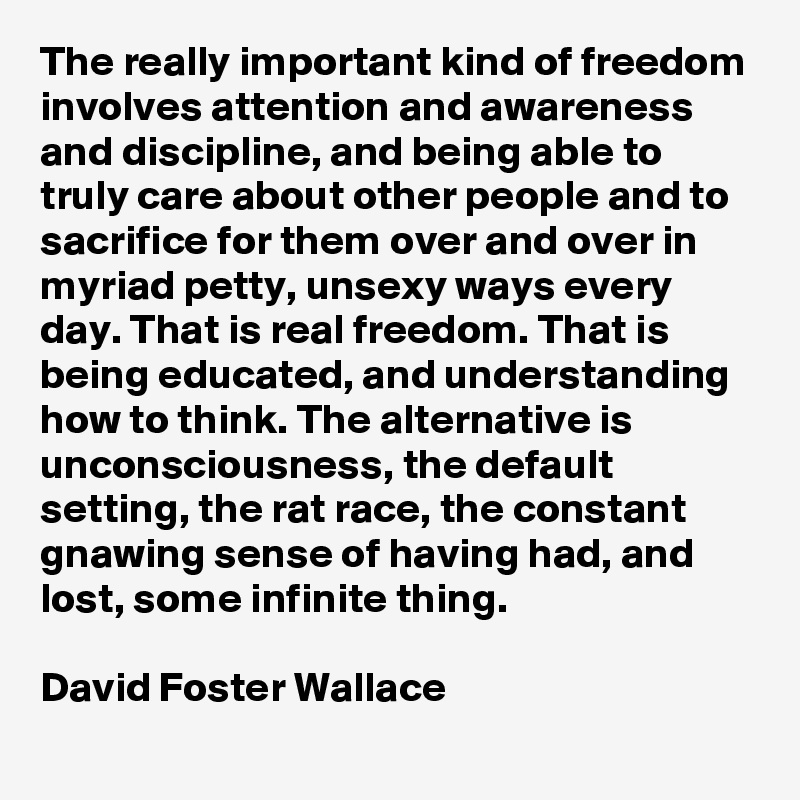 The really important kind of freedom
involves attention and awareness
and discipline, and being able to
truly care about other people and to
sacrifice for them over and over in
myriad petty, unsexy ways every
day. That is real freedom. That is
being educated, and understanding
how to think. The alternative is
unconsciousness, the default
setting, the rat race, the constant
gnawing sense of having had, and
lost, some infinite thing.

David Foster Wallace